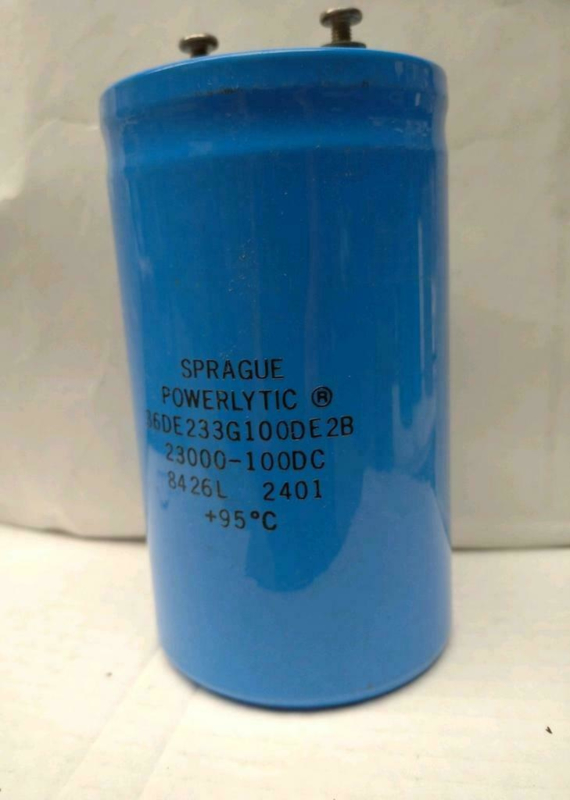 SPRAGUE
POWERLYTIC ®
36DE233G100DE2B
23000-100DC
8426L 2401
+95°C